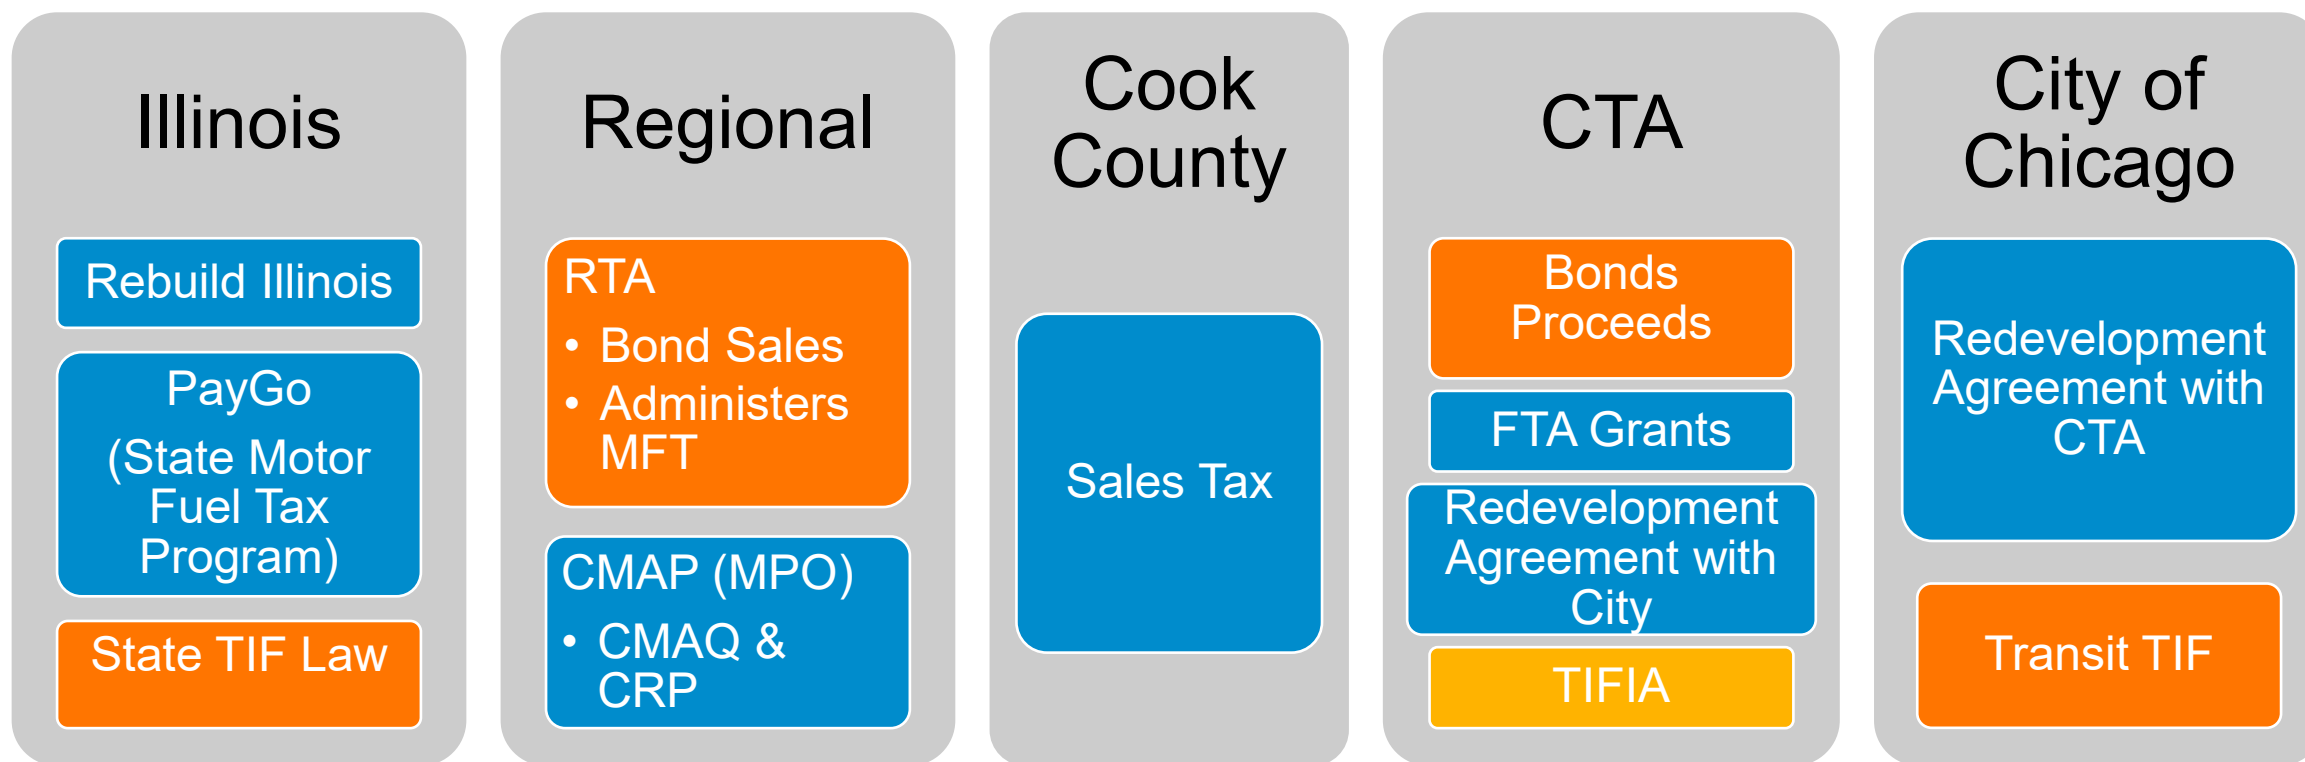 Illinois
Rebuild Illinois
PayGo
(State Motor
Fuel Tax
Program)
State TIF Law
Regional
RTA
• Bond Sales
• Administers
MFT
CMAP (MPO)
• CMAQ &
CRP
Cook
County
Sales Tax
CTA
Bonds
Proceeds
FTA Grants
Redevelopment
Agreement with
City
TIFIA
City of
Chicago
Redevelopment
Agreement with
CTA
Transit TIF